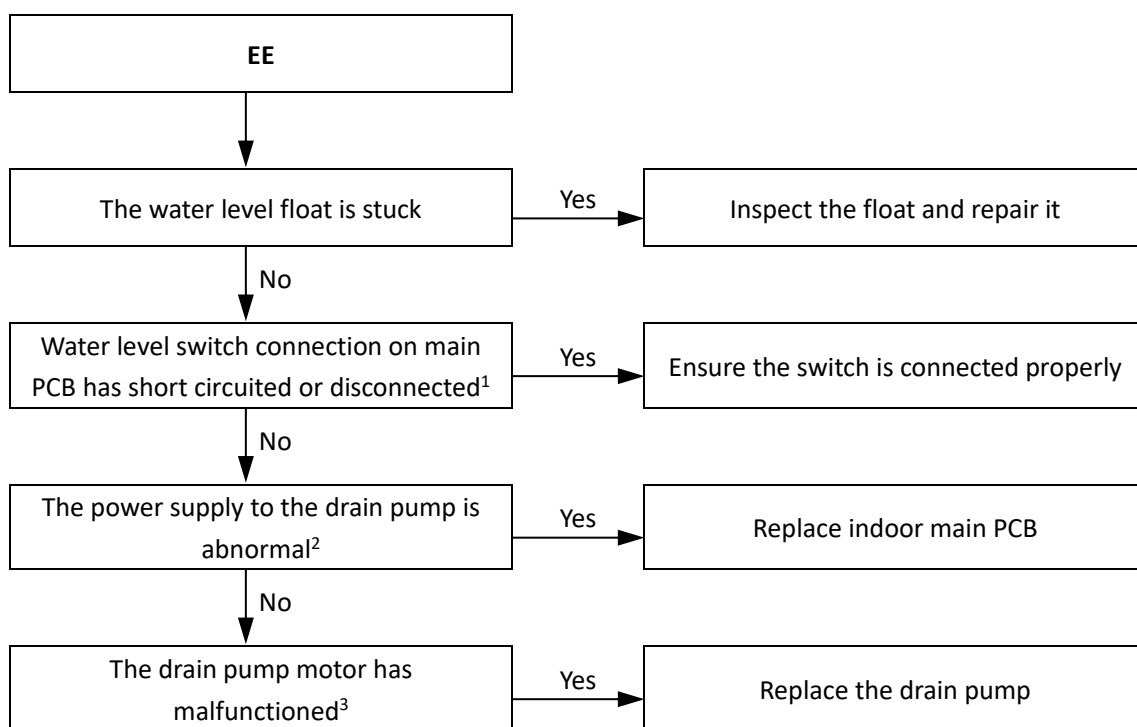 EE
The water level float is stuck
Yes
Inspect the float and repair it
No
Water level switch connection on main
PCB has short circuited or disconnected¹
Yes
Ensure the switch is connected properly
No
The power supply to the drain pump is
abnormal²
Yes
Replace indoor main PCB
No
The drain pump motor has
malfunctioned³
Yes
Replace the drain pump